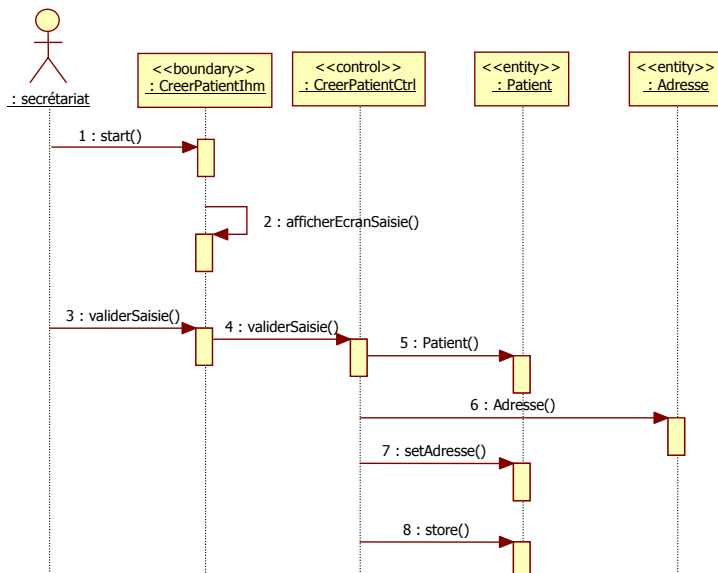 <<boundary>>
: CreerPatientIhm
<<control>>
: CreerPatientCtrl
<<entity>>
: Patient
<<entity>>
: Adresse
: secrétariat
1 : start()
2 : afficherEcranSaisie()
3 : validerSaisie()
4 : validerSaisie()
5 : Patient()
6 : Adresse()
7 : setAdresse()
8 : store()